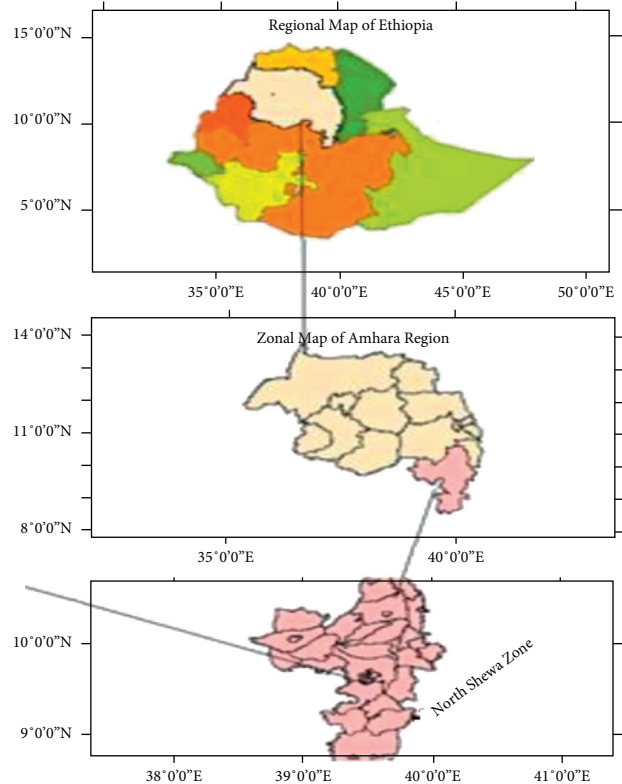 Regional Map of Ethiopia
15°0'0"N
10°0'0"N
5°0'0"N
35°0'0"E 40°0'0"E 45°0'0"E 50°0'0"E
Zonal Map of Amhara Region
14°0'0"N
11°0'0"N
8°0'0"N
35°0'0"E 40°0'0"E
10°0'0"N
9°0'0"N
North Shewa Zone
38°0'0"E 39°0'0"E 40°0'0"E 41°0'0"E